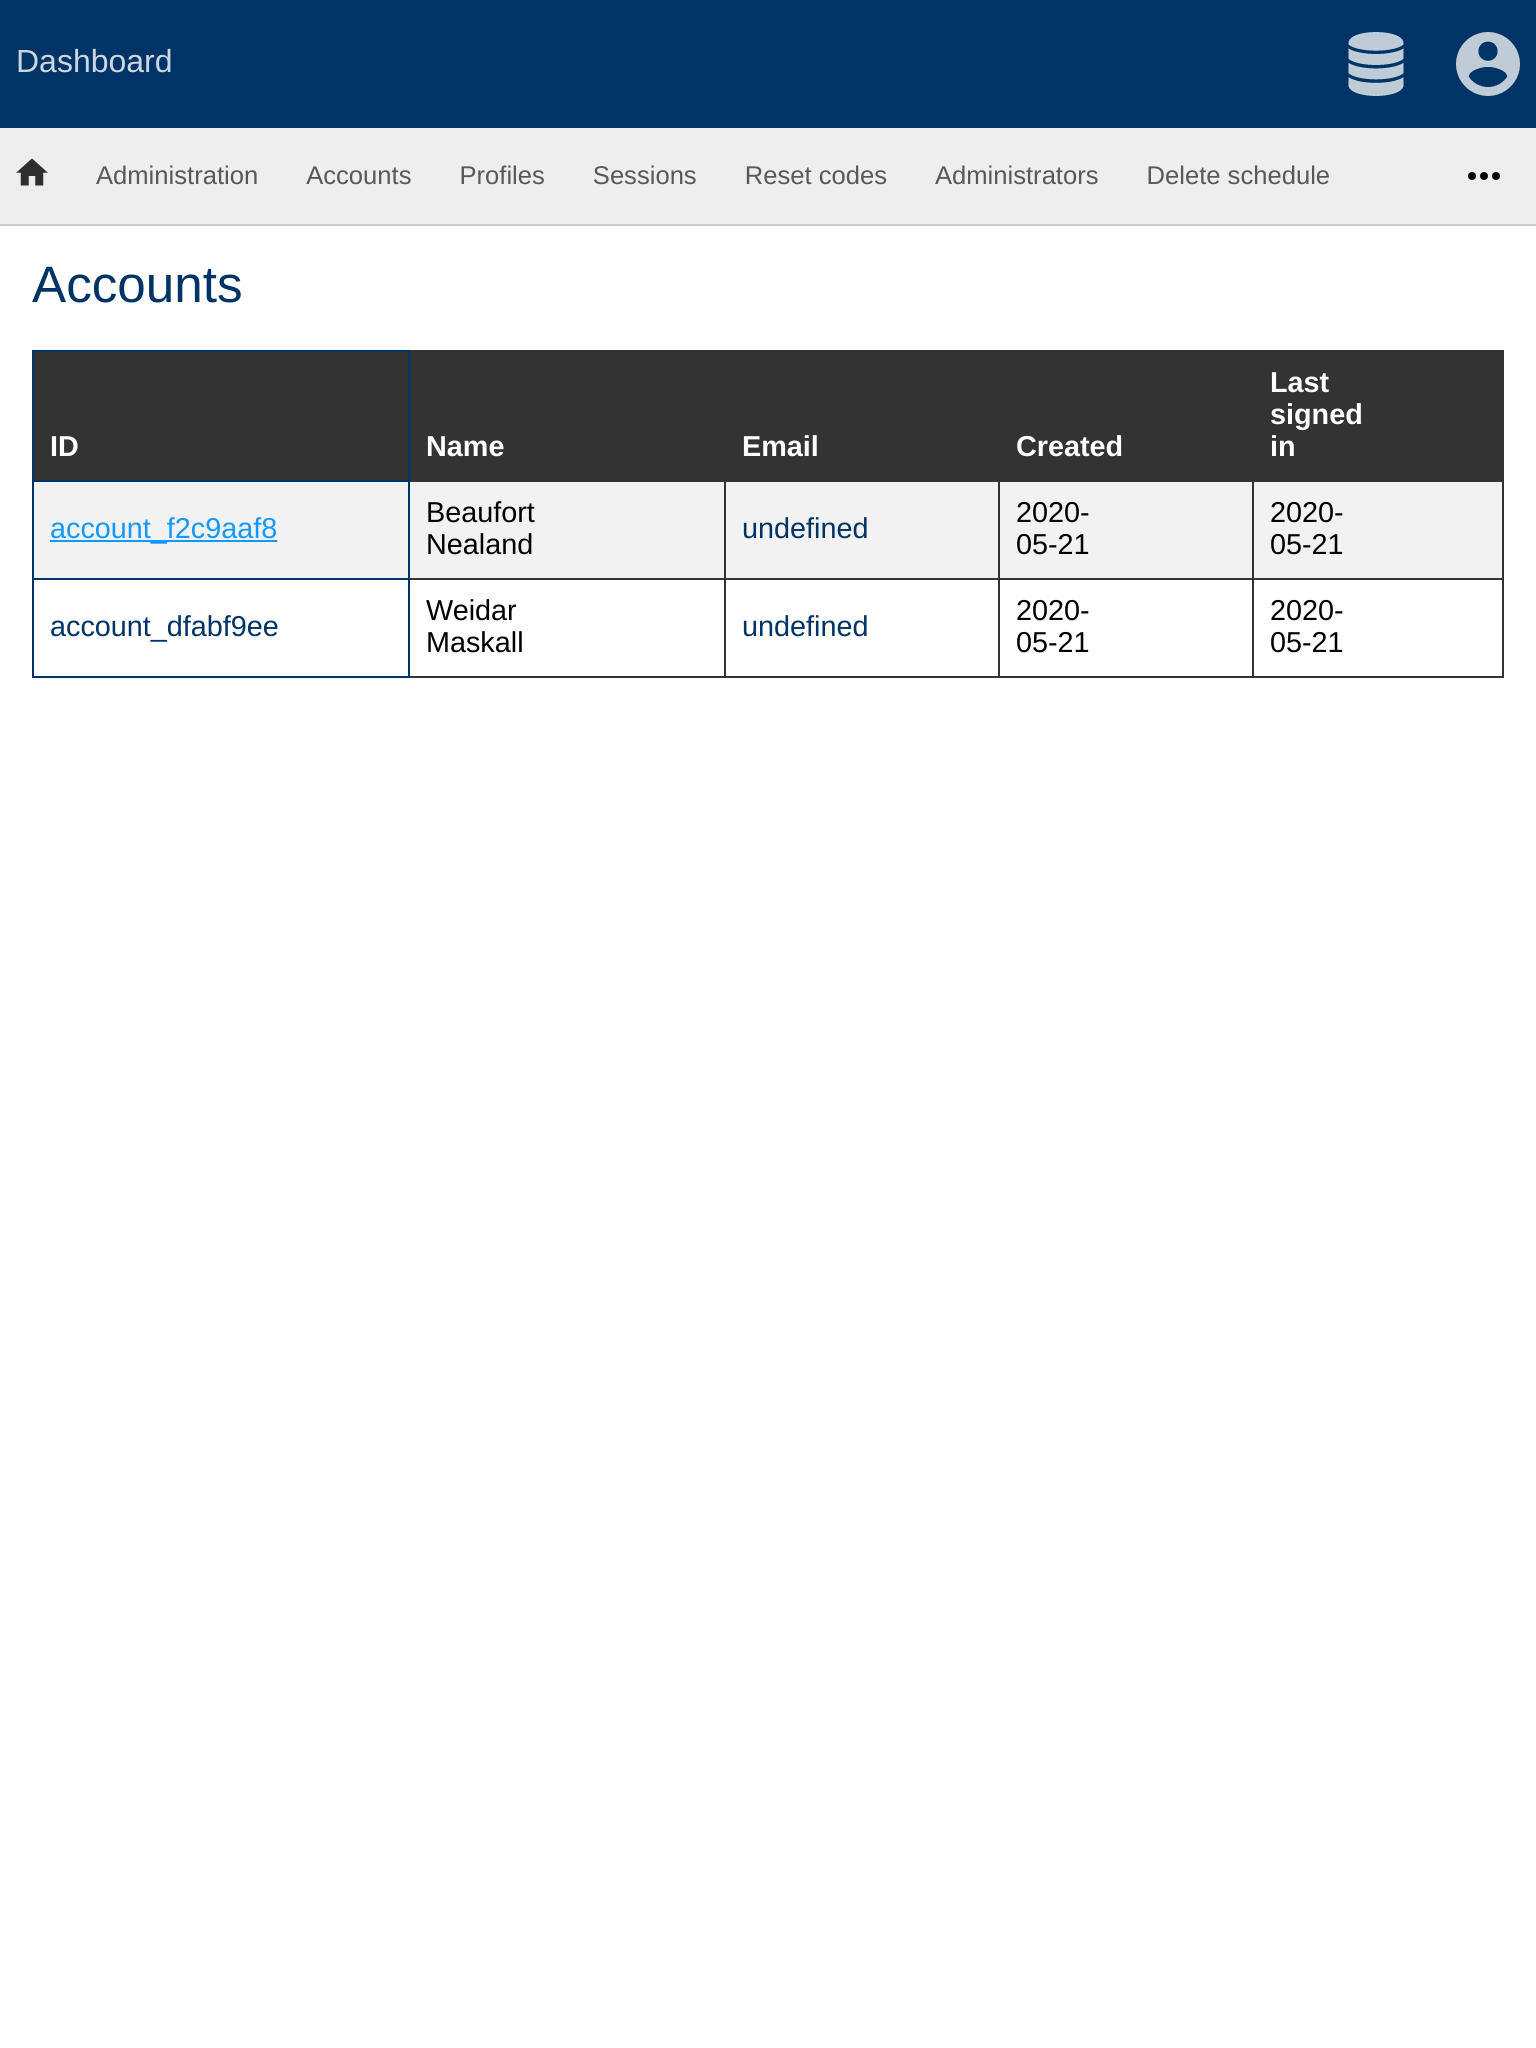 Dashboard
Administration Accounts Profiles Sessions Reset codes Administrators Delete schedule
Accounts
ID Name Email Created Last signed in
account_f2c9aaf8 Beaufort Nealand undefined 2020-05-21 2020-05-21
account_dfabf9ee Weidar Maskall undefined 2020-05-21 2020-05-21